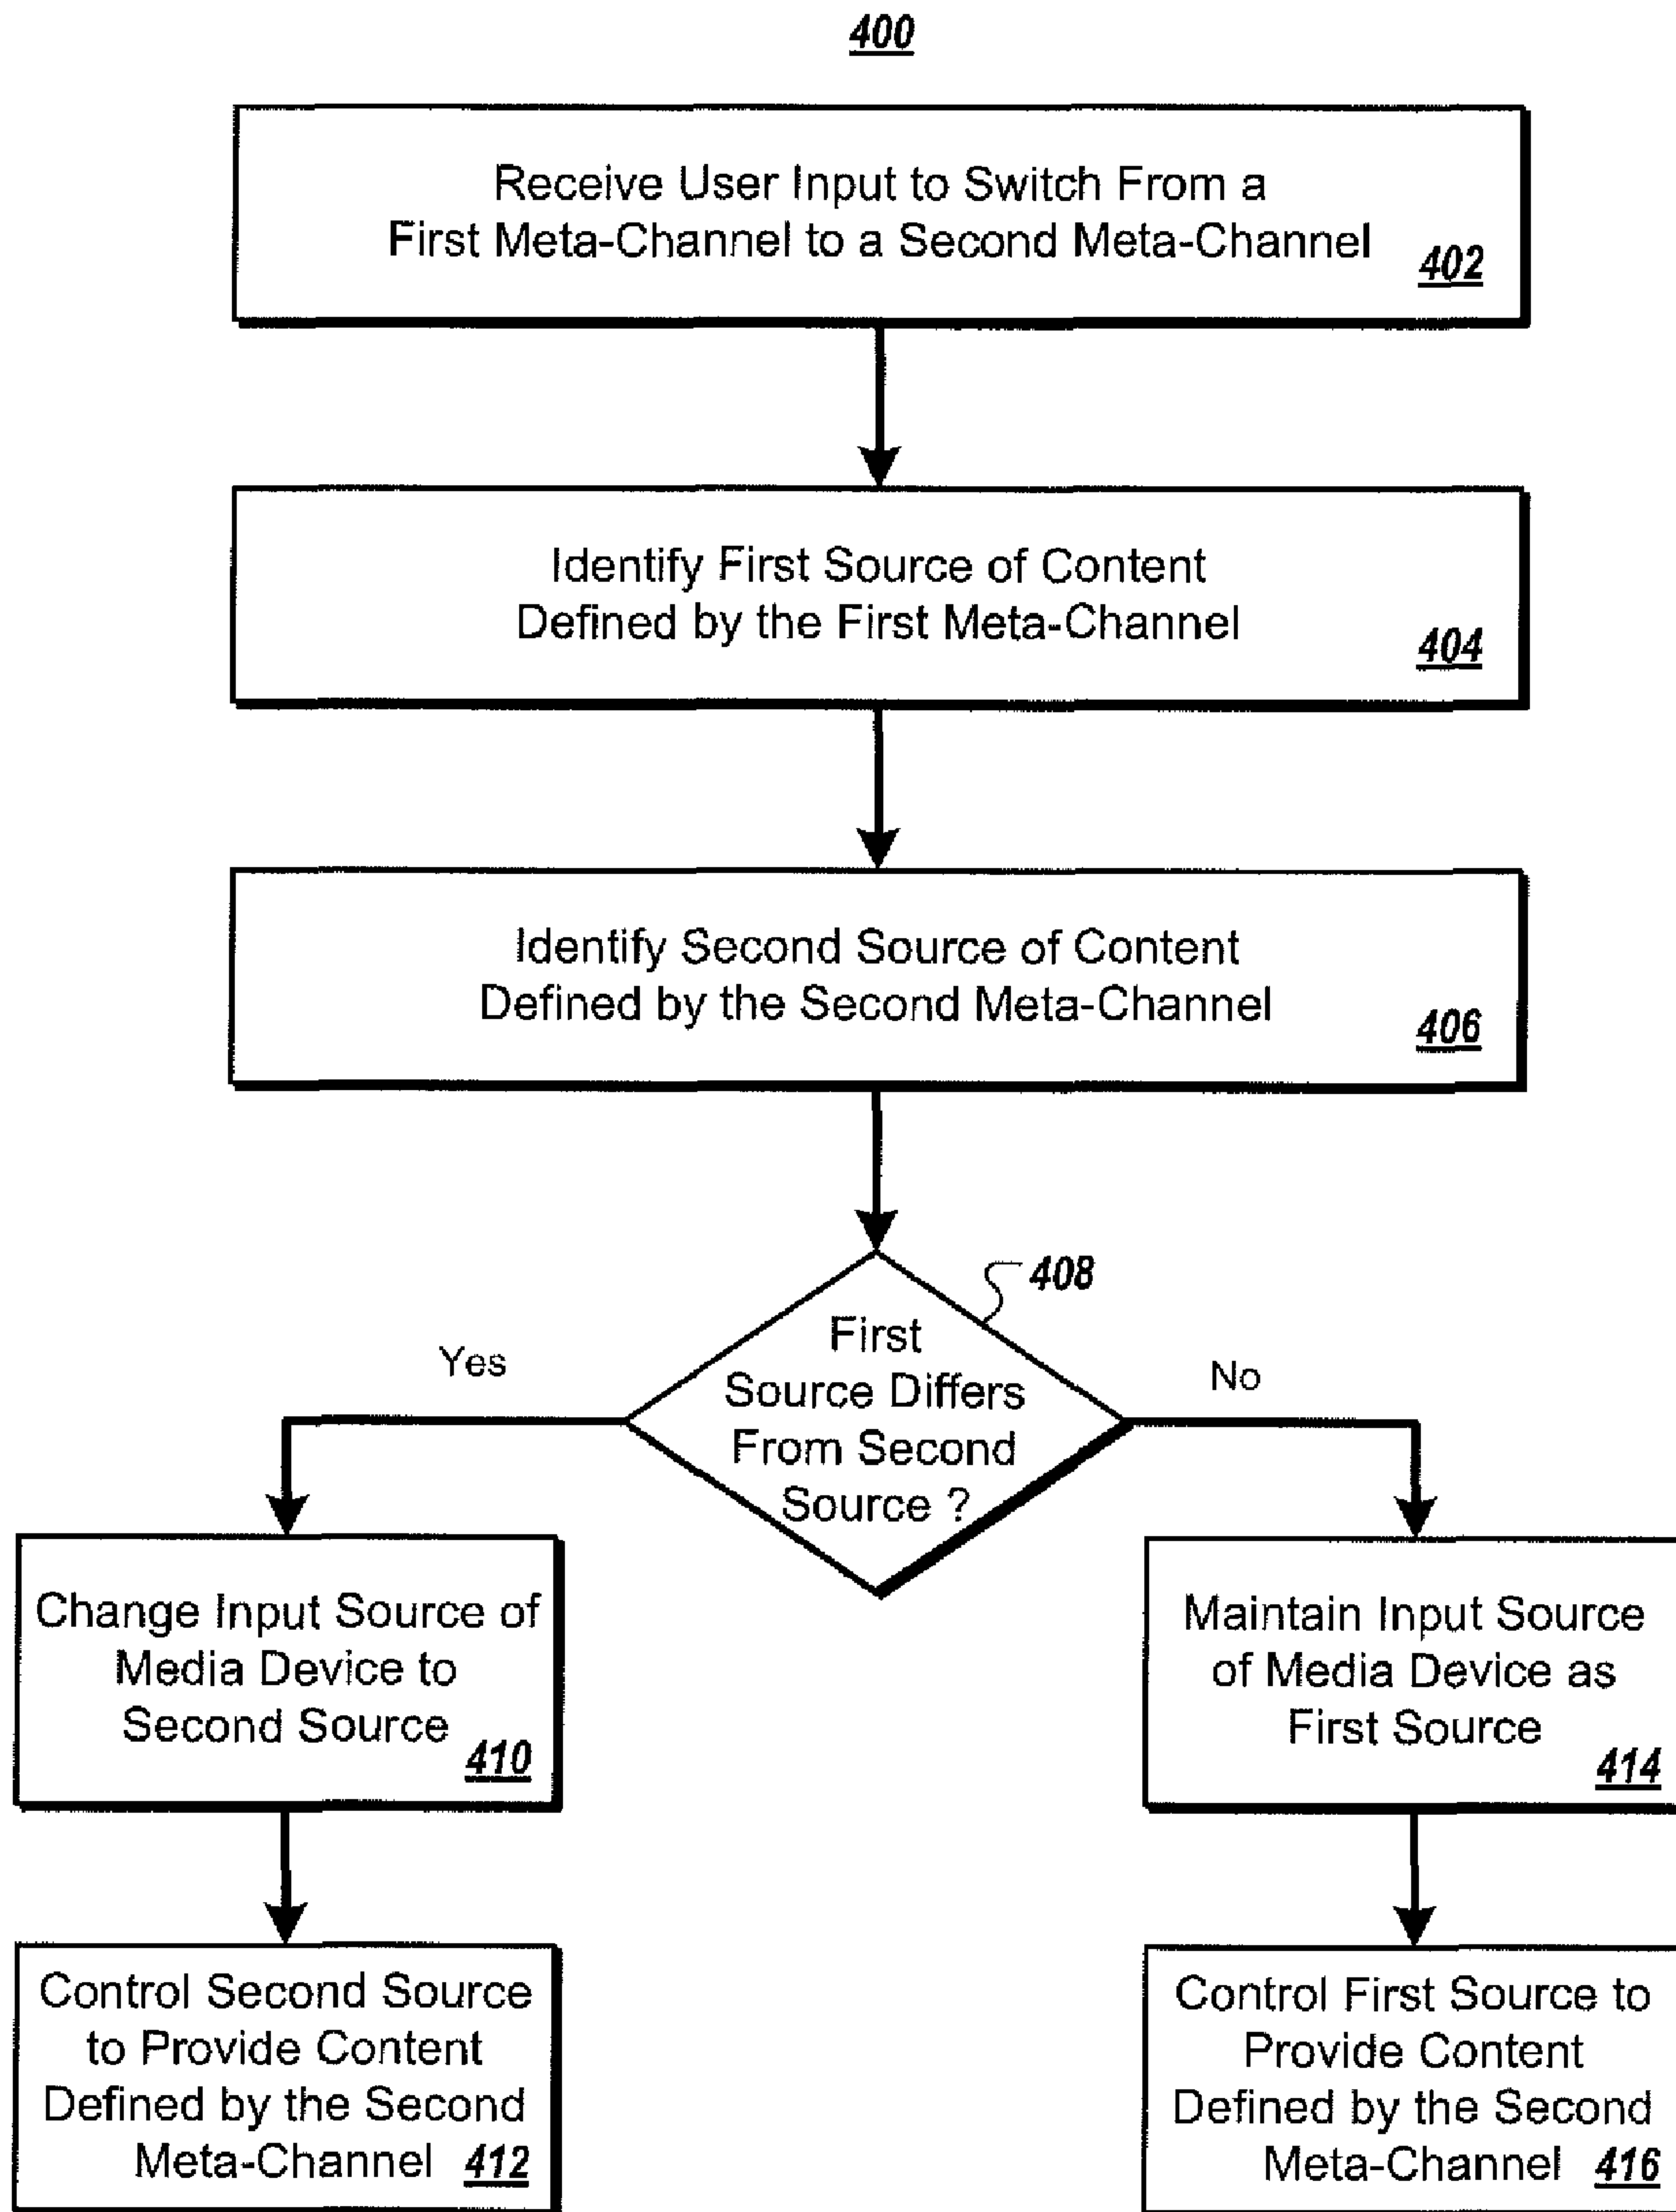 400
Receive User Input to Switch From a
First Meta-Channel to a Second Meta-Channel
402
Identify First Source of Content
Defined by the First Meta-Channel
404
Identify Second Source of Content
Defined by the Second Meta-Channel
406
408
First
Source Differs
From Second
Source ?
Yes
No
Change Input Source of
Media Device to
Second Source
410
Maintain Input Source
of Media Device as
First Source
414
Control Second Source
to Provide Content
Defined by the Second
Meta-Channel 412
Control First Source to
Provide Content
Defined by the Second
Meta-Channel 416